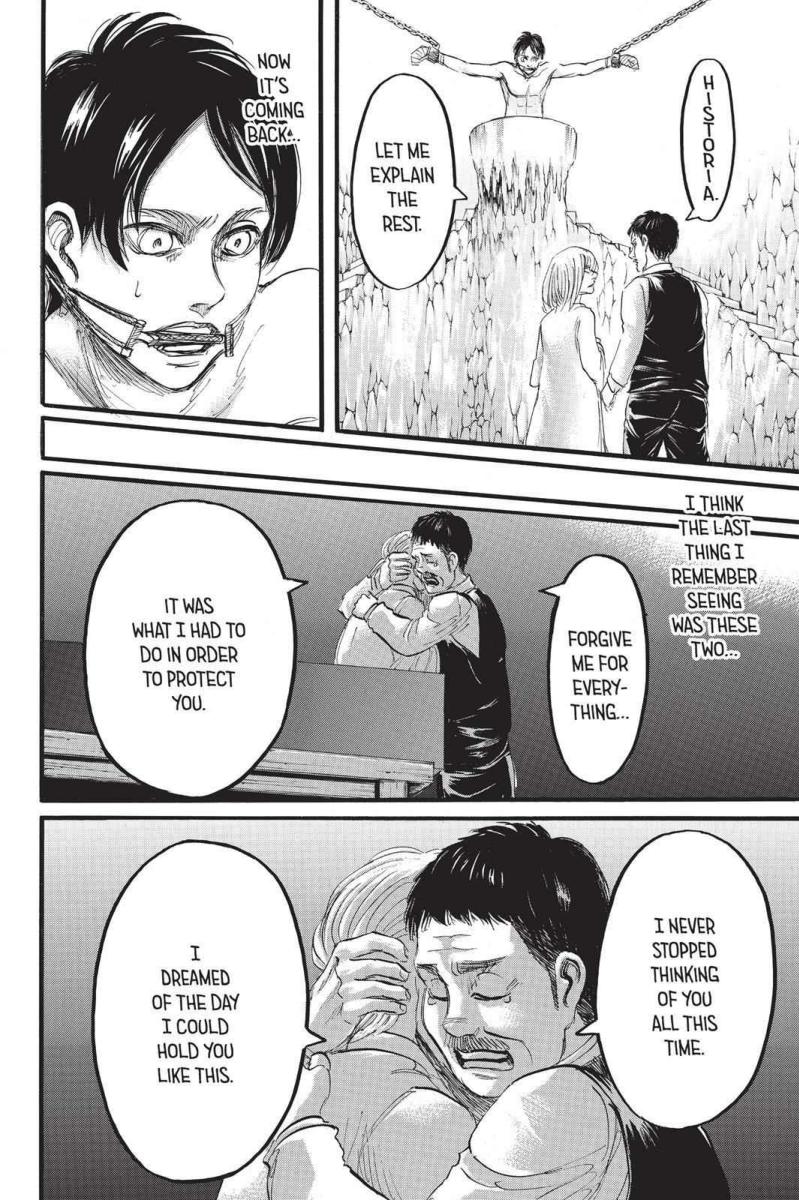 HISTORIA.
LET ME
EXPLAIN
THE
REST.
NOW
IT'S
COMING
BACK...
I THINK
THE LAST
THING I
REMEMBER
SEEING
WAS THESE
TWO...
FORGIVE
ME FOR
EVERY-
THING...
IT WAS
WHAT I HAD TO
DO IN ORDER
TO PROTECT
YOU.
I NEVER
STOPPED
THINKING
OF YOU
ALL THIS
TIME.
I
DREAMED
OF THE DAY
I COULD
HOLD YOU
LIKE THIS.